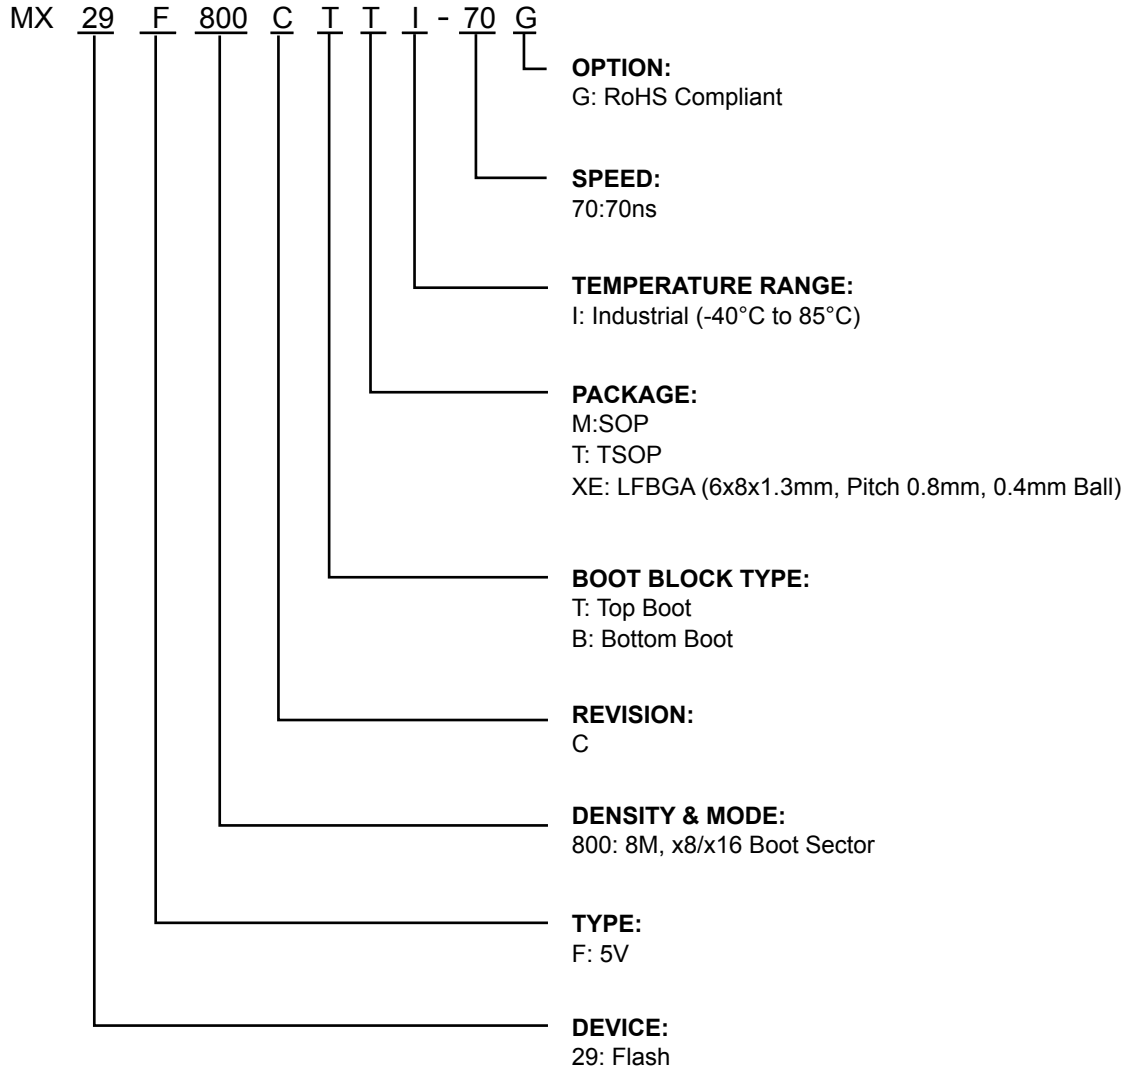 MX 29 F 800 C T T I - 70 G
OPTION:
G: RoHS Compliant
SPEED:
70:70ns
TEMPERATURE RANGE:
I: Industrial (-40°C to 85°C)
PACKAGE:
M:SOP
T: TSOP
XE: LFBGA (6x8x1.3mm, Pitch 0.8mm, 0.4mm Ball)
BOOT BLOCK TYPE:
T: Top Boot
B: Bottom Boot
REVISION:
C
DENSITY & MODE:
800: 8M, x8/x16 Boot Sector
TYPE:
F: 5V
DEVICE:
29: Flash